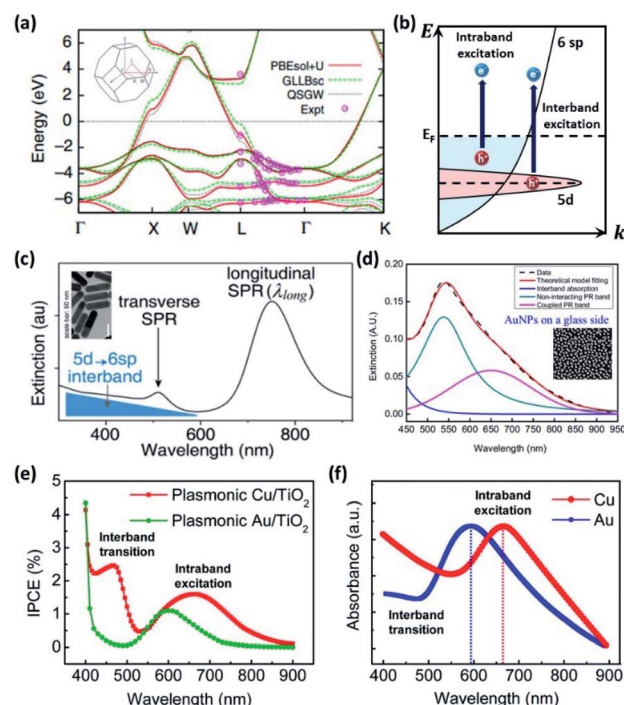 (a)
6
4
2
0
-2
-4
-6
Energy (eV)
PBEsol+U
GLLBsc
QSGW
Expt
Γ X W L Γ K
(b)
E
Intraband
excitation
6 sp
e⁻ e⁻
Interband
excitation
E_F
h⁺
h⁺
5d
k
(c)
scale bar: 50 nm
longitudinal
SPR (λ_long)
transverse
SPR
5d→6sp
interband
Extinction (au)
400 600 800
Wavelength (nm)
(d)
0.20
0.15
0.10
0.05
0.00
Extinction (A.U.)
Data
Theoretical model fitting
Interband absorption
Non-interacting PR band
Coupled PR band
AuNPs on a glass side
450 500 550 600 650 700 750 800 850 900 950
Wavelength (nm)
(e)
5
4
3
2
1
0
IPCE (%)
Plasmonic Cu/TiO₂
Plasmonic Au/TiO₂
Interband
transition
Intraband
excitation
400 500 600 700 800 900
Wavelength (nm)
(f)
Absorbance (a.u.)
Intraband
excitation
Cu
Au
Interband
transition
400 500 600 700 800 900
Wavelength (nm)